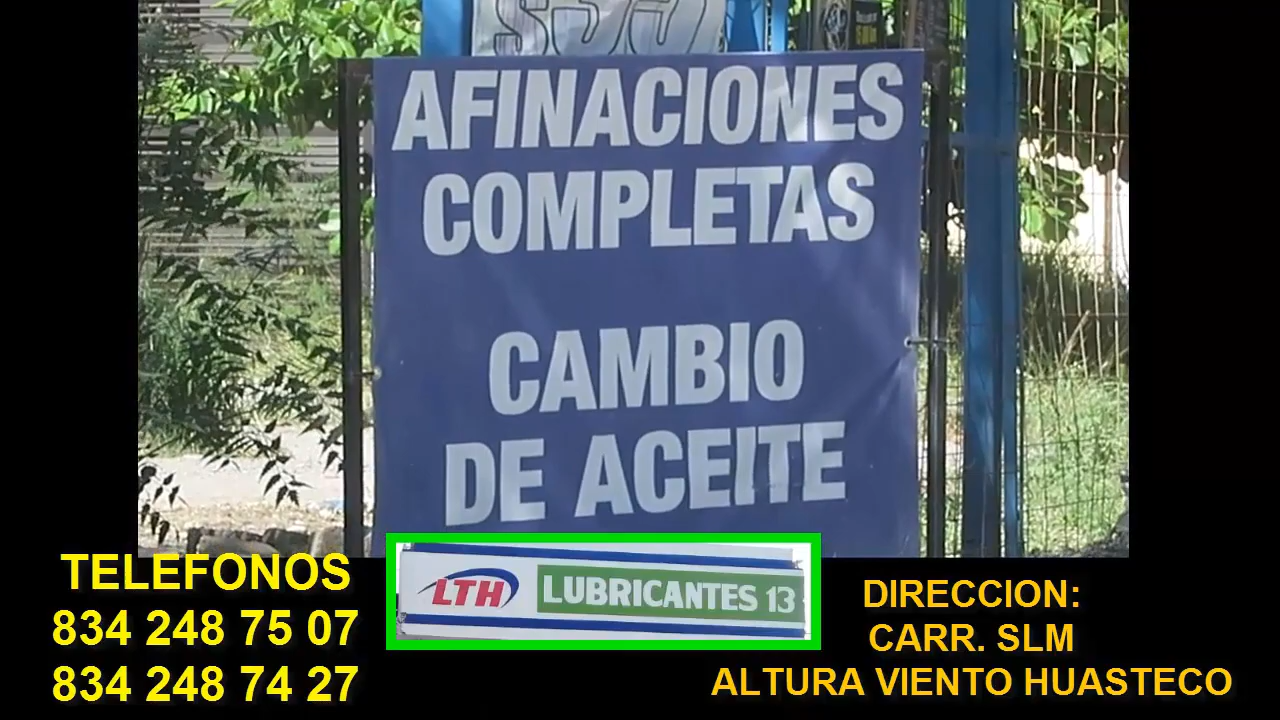 AFINACIONES
COMPLETAS
CAMBIO
DE ACEITE
LTH LUBRICANTES 13
TELEFONOS
834 248 75 07
834 248 74 27
DIRECCION:
CARR. SLM
ALTURA VIENTO HUASTECO